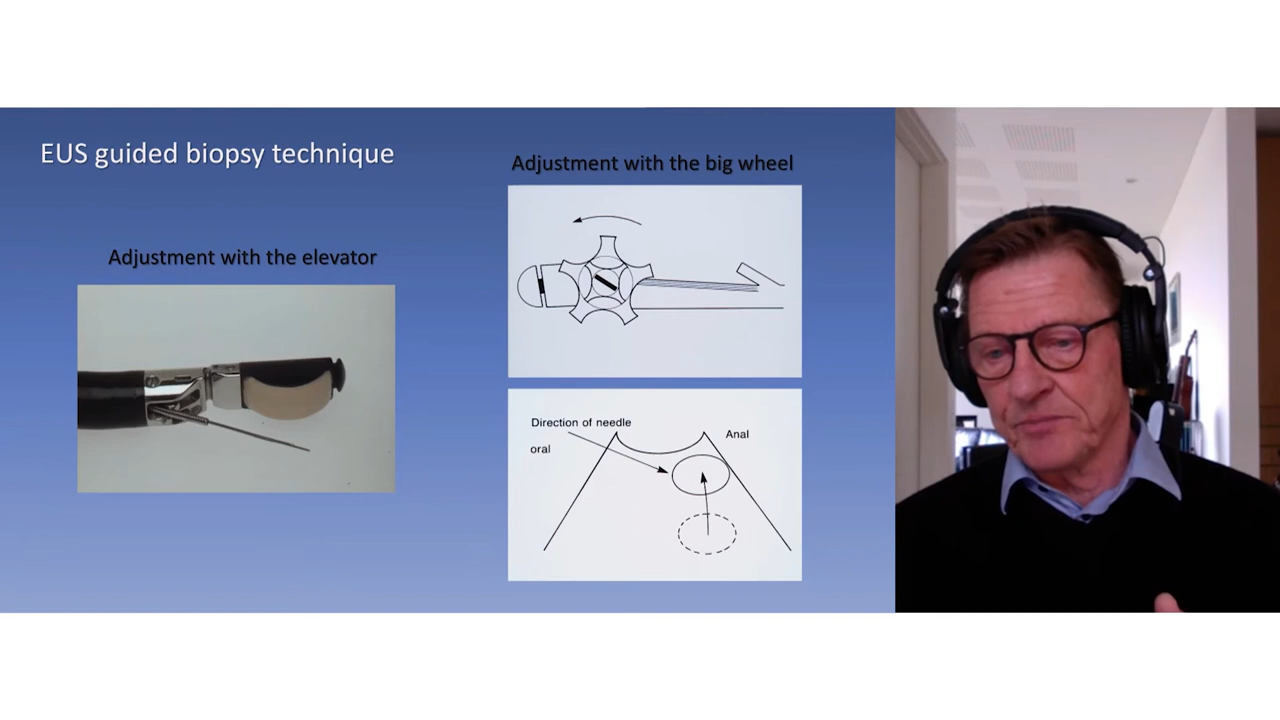 EUS guided biopsy technique
Adjustment with the elevator
Adjustment with the big wheel
Direction of needle
oral
Anal